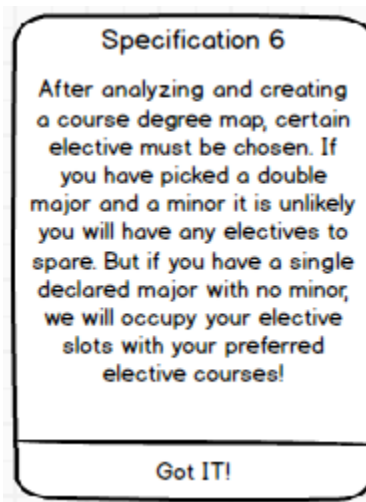 Specification 6
After analyzing and creating
a course degree map, certain
elective must be chosen. If
you have picked a double
major and a minor it is unlikely
you will have any electives to
spare. But if you have a single
declared major with no minor,
we will occupy your elective
slots with your preferred
elective courses!
Got IT!